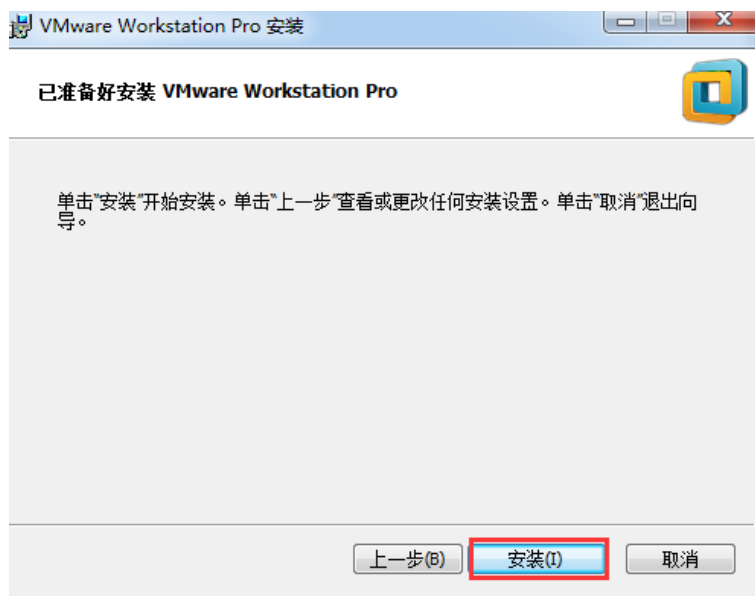 VMware Workstation Pro 安装
已准备好安装 VMware Workstation Pro
单击"安装"开始安装。单击"上一步"查看或更改任何安装设置。单击"取消"退出向
导。
上一步(B) 安装(I) 取消